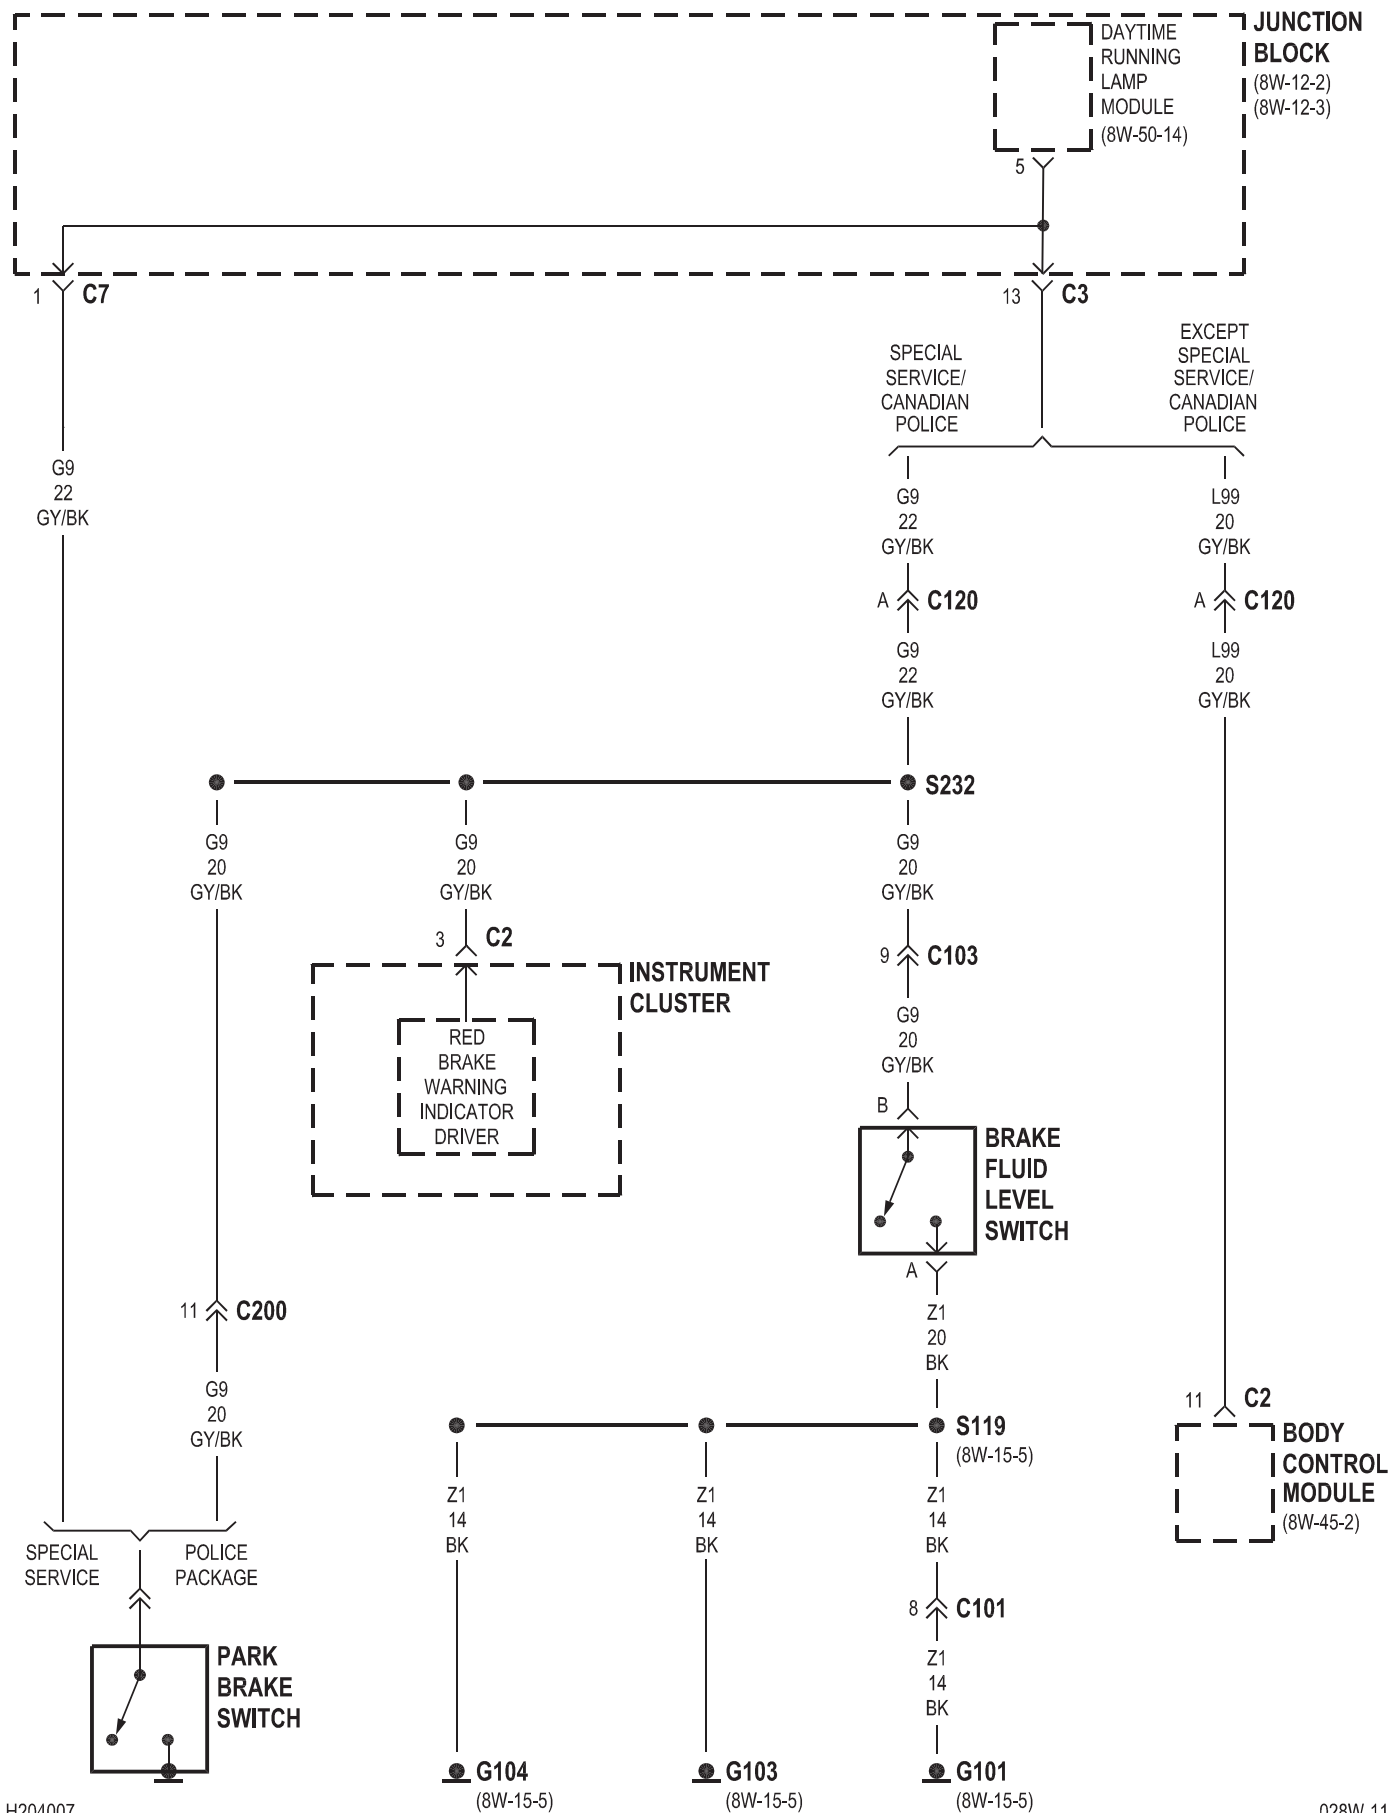 JUNCTION
BLOCK
(8W-12-2)
(8W-12-3)
DAYTIME
RUNNING
LAMP
MODULE
(8W-50-14)
5
1
C7
13
C3
SPECIAL
SERVICE/
CANADIAN
POLICE
EXCEPT
SPECIAL
SERVICE/
CANADIAN
POLICE
G9
22
GY/BK
G9
22
GY/BK
L99
20
GY/BK
A
C120
A
C120
G9
22
GY/BK
L99
20
GY/BK
S232
G9
20
GY/BK
G9
20
GY/BK
G9
20
GY/BK
3
C2
9
C103
INSTRUMENT
CLUSTER
RED
BRAKE
WARNING
INDICATOR
DRIVER
G9
20
GY/BK
B
BRAKE
FLUID
LEVEL
SWITCH
A
11
C200
Z1
20
BK
G9
20
GY/BK
11
C2
BODY
CONTROL
MODULE
(8W-45-2)
S119
(8W-15-5)
Z1
14
BK
Z1
14
BK
Z1
14
BK
SPECIAL
SERVICE
POLICE
PACKAGE
8
C101
PARK
BRAKE
SWITCH
Z1
14
BK
G104
(8W-15-5)
G103
(8W-15-5)
G101
(8W-15-5)
H204007
028W-11